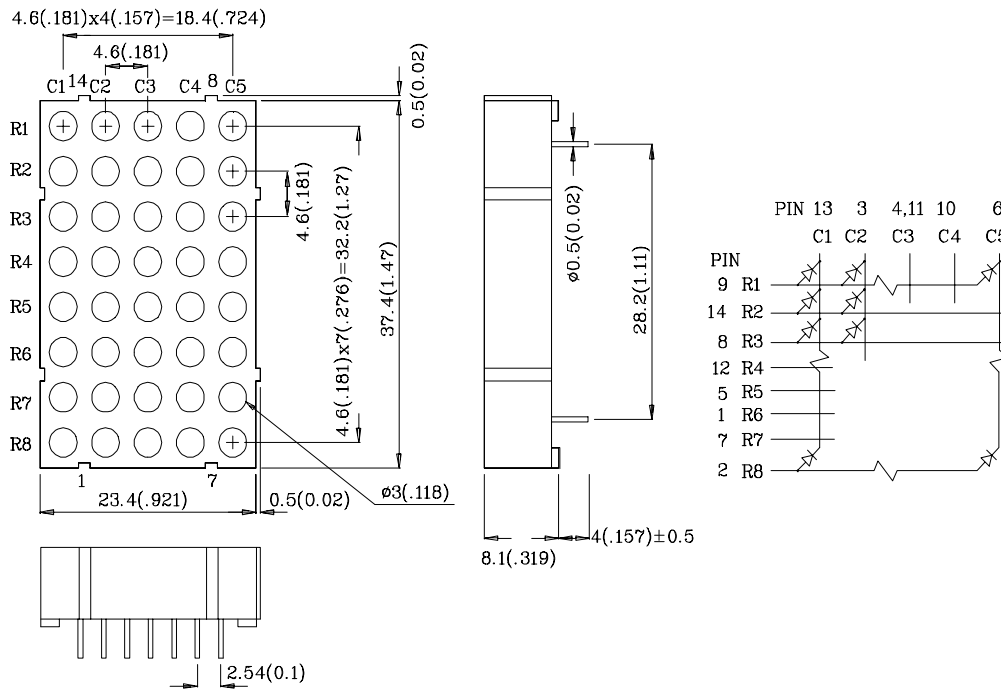 4.6(.181)x4(.157)=18.4(.724)
4.6(.181)
C1 14 C2 C3 C4 8 C5
0.5(0.02)
R1
R2
R3
R4
R5
R6
R7
R8
4.6(.181)
4.6(.181)x7(.276)=32.2(1.27)
37.4(1.47)
1 7
23.4(.921)
0.5(0.02)
ø3(.118)
ø0.5(0.02)
28.2(1.11)
8.1(.319)
4(.157)±0.5
2.54(0.1)
PIN 13 3 4,11 10 6
C1 C2 C3 C4 C5
PIN
9 R1
14 R2
8 R3
12 R4
5 R5
1 R6
7 R7
2 R8